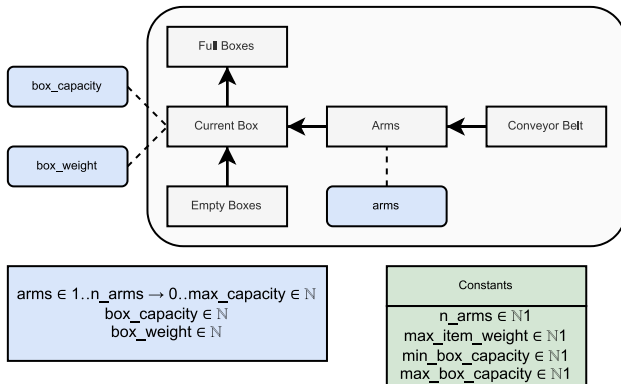 Full Boxes
box_capacity
Current Box
Arms
Conveyor Belt
box_weight
Empty Boxes
arms
arms ∈ 1..n_arms → 0..max_capacity ∈ ℕ
box_capacity ∈ ℕ
box_weight ∈ ℕ
Constants
n_arms ∈ ℕ1
max_item_weight ∈ ℕ1
min_box_capacity ∈ ℕ1
max_box_capacity ∈ ℕ1